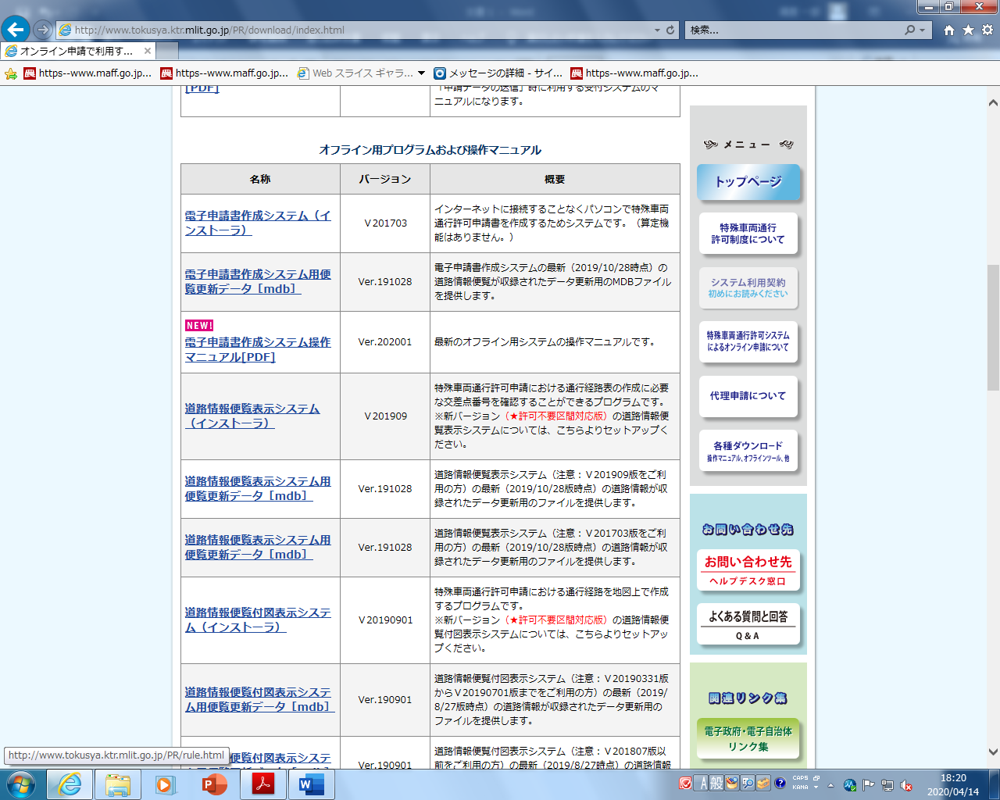 http://www.tokusya.ktr.mlit.go.jp/PR/download/index.html
検索...
オンライン申請で利用す...
https--www.maff.go.jp...
https--www.maff.go.jp...
Web スライス ギャラ...
メッセージの詳細 - サイ...
https--www.maff.go.jp...
[PDF]
「申請データの送信」時に利用する受付システムのマ
ニュアルになります。
オフライン用プログラムおよび操作マニュアル
名称
バージョン
概要
電子申請書作成システム（イ
ンストーラ）
Ｖ201703
インターネットに接続することなくパソコンで特殊車両
通行許可申請書を作成するためシステムです。（算定機
能はありません。）
電子申請書作成システム用便
覧更新データ［mdb］
Ver.191028
電子申請書作成システムの最新（2019/10/28時点）の
道路情報便覧が収録されたデータ更新用のMDBファイル
を提供します。
NEW!
電子申請書作成システム操作
マニュアル[PDF]
Ver.202001
最新のオフライン用システムの操作マニュアルです。
道路情報便覧表示システム
（インストーラ）
Ｖ201909
特殊車両通行許可申請における通行経路表の作成に必要
な交差点番号を確認することができるプログラムです。
※新バージョン（★許可不要区間対応版）の道路情報便
覧表示システムについては、こちらよりセットアップく
ださい。
道路情報便覧表示システム用
便覧更新データ［mdb］
Ver.191028
道路情報便覧表示システム（注意：Ｖ201909版をご利
用の方）の最新（2019/10/28版時点）の道路情報が収
録されたデータ更新用のファイルを提供します。
道路情報便覧表示システム用
便覧更新データ［mdb］
Ver.191028
道路情報便覧表示システム（注意：Ｖ201703版をご利
用の方）の最新（2019/10/28版時点）の道路情報が収
録されたデータ更新用のファイルを提供します。
道路情報便覧付図表示システ
ム（インストーラ）
Ｖ20190901
特殊車両通行許可申請における通行経路を地図上で作成
するプログラムです。
※新バージョン（★許可不要区間対応版）の道路情報便
覧付図表示システムについては、こちらよりセットアッ
プください。
道路情報便覧付図表示システ
ム用便覧更新データ［mdb］
Ver.190901
道路情報便覧付図表示システム（注意：Ｖ20190331版
からＶ20190701版までをご利用の方）の最新（2019/
8/27版時点）の道路情報が収録されたデータ更新用の
ファイルを提供します。
道路情報便覧付図表示システ
Ver.190901
道路情報便覧付図表示システム（注意：Ｖ201807版以
前をご利用の方）の最新（2019/8/27時点）の道路情報
メニュー
トップページ
特殊車両通行
許可制度について
システム利用契約
初めにお読みください
特殊車両通行許可システム
によるオンライン申請について
代理申請について
各種ダウンロード
操作マニュアル、オフラインツール、他
お問い合わせ先
お問い合わせ先
ヘルプデスク窓口
よくある質問と回答
Q & A
関連リンク集
電子政府・電子自治体
リンク集
http://www.tokusya.ktr.mlit.go.jp/PR/rule.html
A 般
CAPS
KANA
18:20
2020/04/14